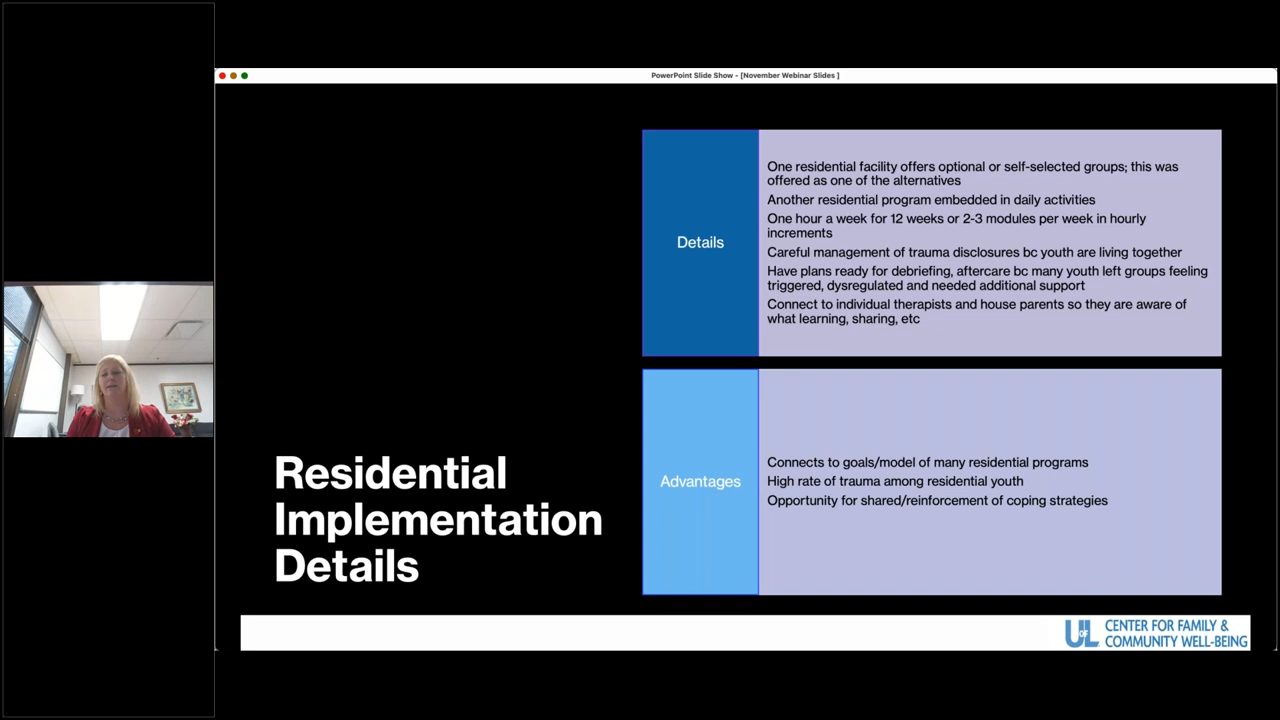 PowerPoint Slide Show - [November Webinar Slides ]
Residential
Implementation
Details
Details
One residential facility offers optional or self-selected groups; this was
offered as one of the alternatives
Another residential program embedded in daily activities
One hour a week for 12 weeks or 2-3 modules per week in hourly
increments
Careful management of trauma disclosures bc youth are living together
Have plans ready for debriefing, aftercare bc many youth left groups feeling
triggered, dysregulated and needed additional support
Connect to individual therapists and house parents so they are aware of
what learning, sharing, etc
Advantages
Connects to goals/model of many residential programs
High rate of trauma among residential youth
Opportunity for shared/reinforcement of coping strategies
UofL CENTER FOR FAMILY &
COMMUNITY WELL-BEING